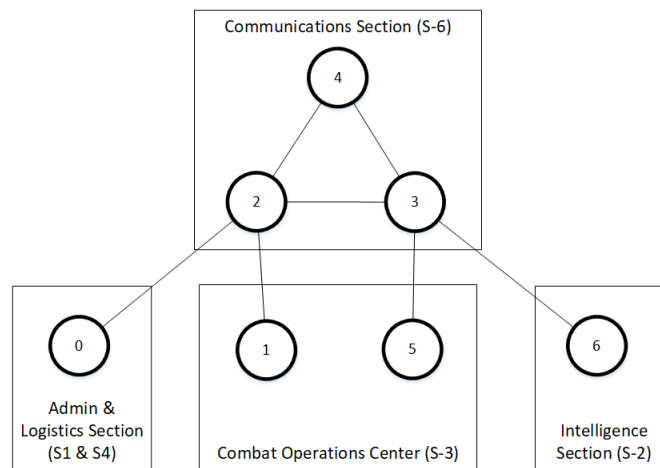 Communications Section (S-6)
4
2
3
0
1
5
6
Admin &
Logistics Section
(S1 & S4)
Combat Operations Center (S-3)
Intelligence
Section (S-2)